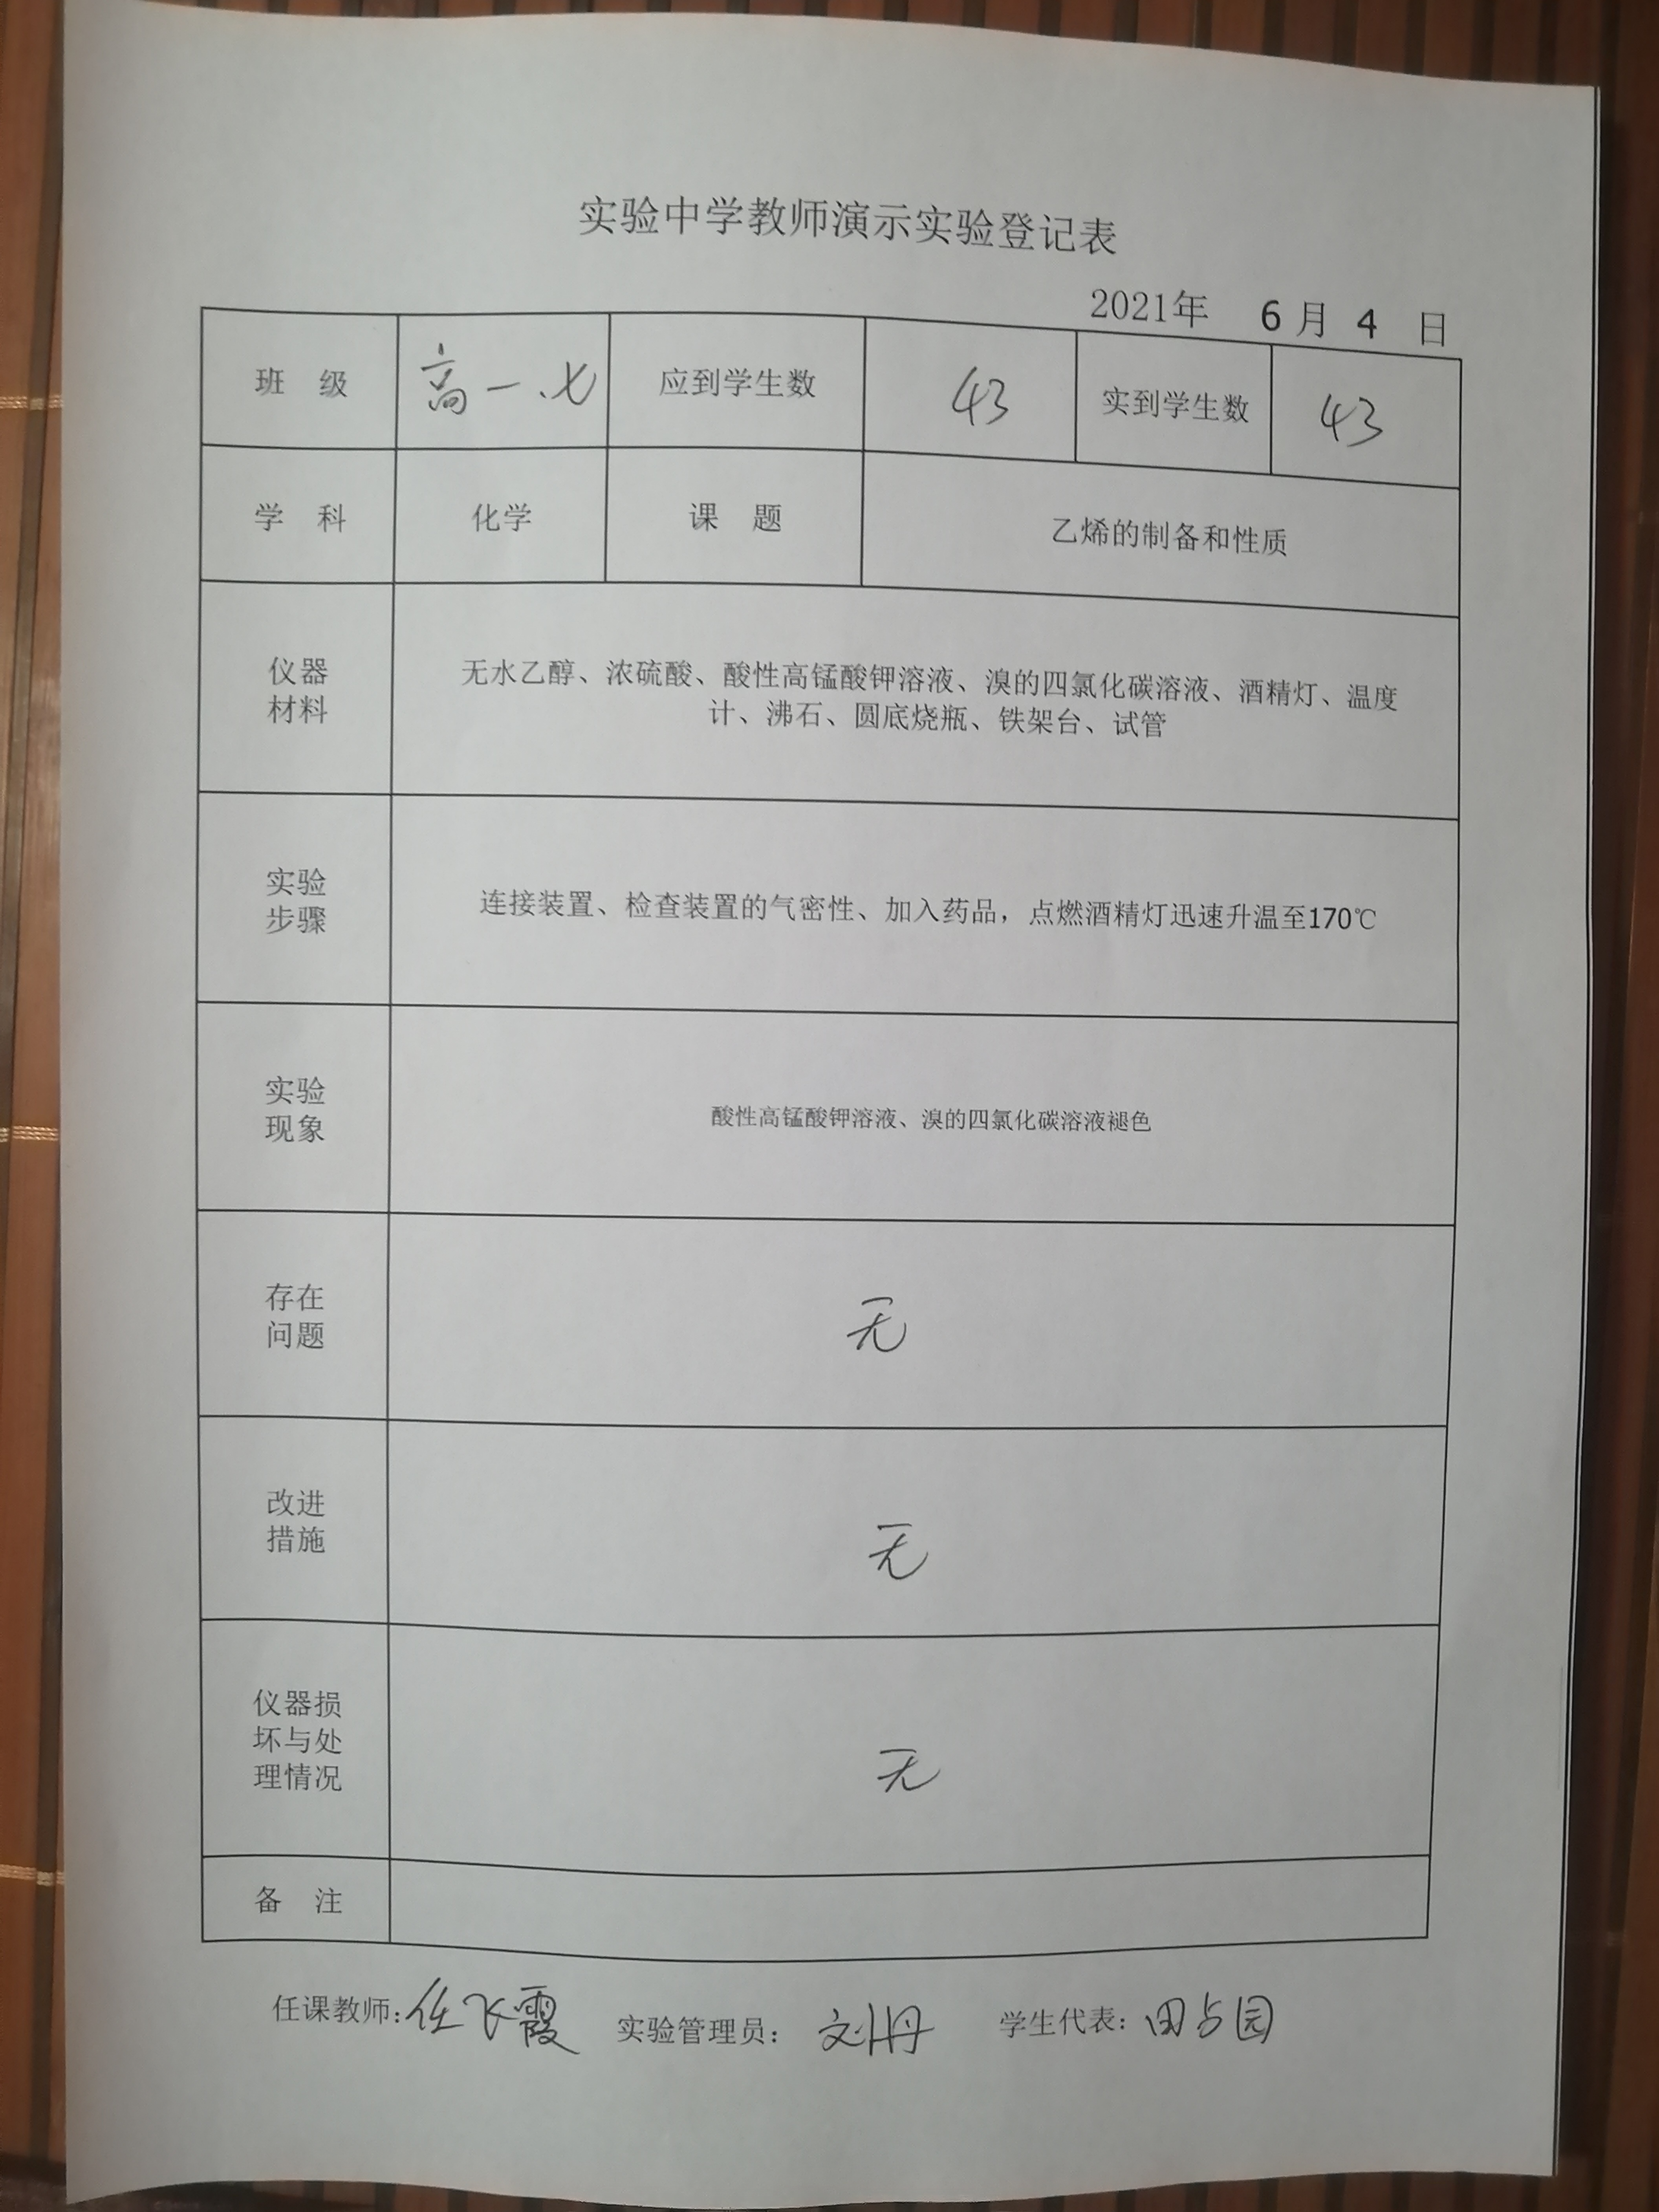 实验中学教师演示实验登记表
2021年 6 月 4 日
班 级 高一.七 应到学生数 43 实到学生数 43
学 科 化学 课 题 乙烯的制备和性质
仪器
材料
无水乙醇、浓硫酸、酸性高锰酸钾溶液、溴的四氯化碳溶液、酒精灯、温度
计、沸石、圆底烧瓶、铁架台、试管
实验
步骤
连接装置、检查装置的气密性、加入药品，点燃酒精灯迅速升温至170℃
实验
现象
酸性高锰酸钾溶液、溴的四氯化碳溶液褪色
存在
问题
无
改进
措施
无
仪器损
坏与处
理情况
无
备 注
任课教师：任飞霞 实验管理员：刘丹 学生代表：田占园